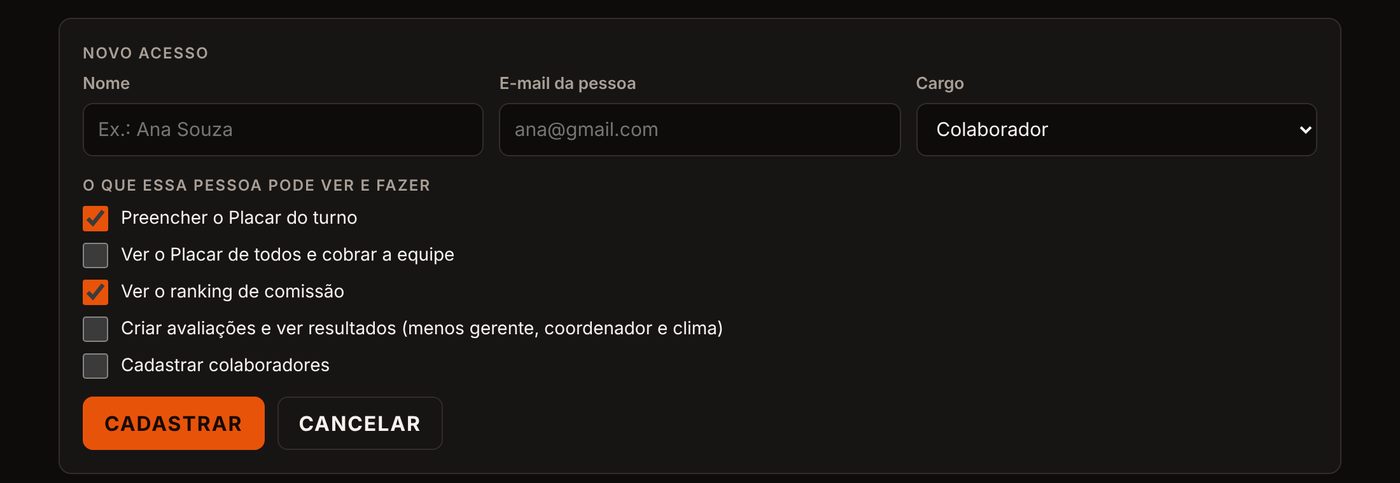 NOVO ACESSO
Nome
E-mail da pessoa
Cargo
Ex.: Ana Souza
ana@gmail.com
Colaborador
O QUE ESSA PESSOA PODE VER E FAZER
Preencher o Placar do turno
Ver o Placar de todos e cobrar a equipe
Ver o ranking de comissão
Criar avaliações e ver resultados (menos gerente, coordenador e clima)
Cadastrar colaboradores
CADASTRAR
CANCELAR